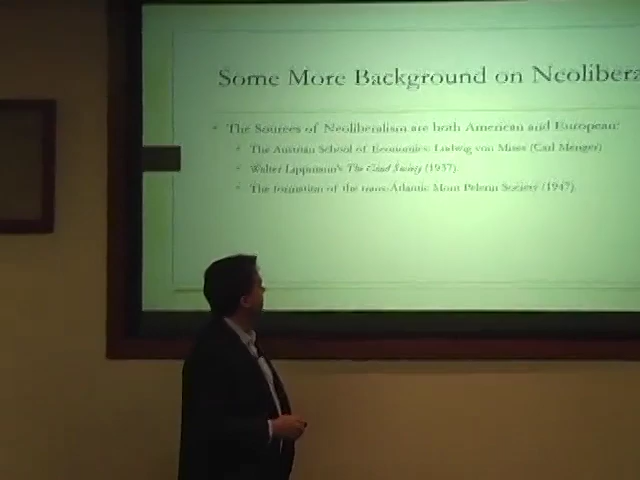 Some More Background on Neolibera
• The Sources of Neoliberalism are both American and European:
• The Austrian School of Economics: Ludwig von Mises (Carl Menger)
• Walter Lippmann's The Good Society (1937).
• The formation of the trans-Atlantic Mont Pelerin Society (1947).